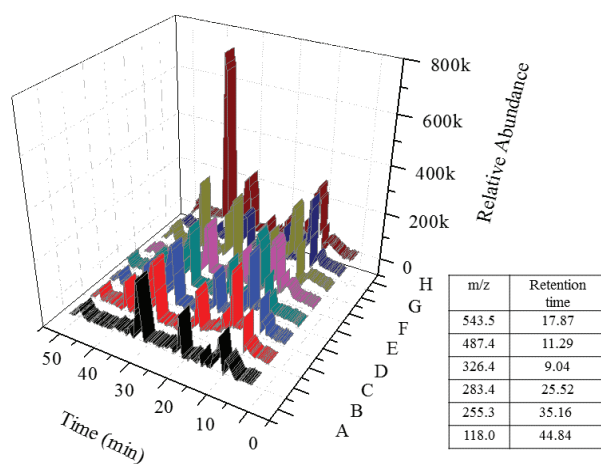 800k
600k
400k
200k
0
Relative Abundance
H
G
F
E
D
C
B
A
50
40
30
20
10
0
Time (min)
m/z Retention time
543.5 17.87
487.4 11.29
326.4 9.04
283.4 25.52
255.3 35.16
118.0 44.84